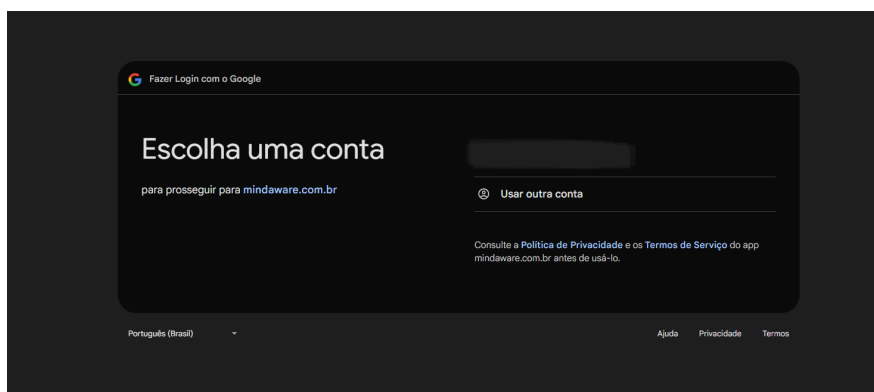 Fazer Login com o Google
Escolha uma conta
para prosseguir para mindaware.com.br
Usar outra conta
Consulte a Política de Privacidade e os Termos de Serviço do app
mindaware.com.br antes de usá-lo.
Português (Brasil)
Ajuda Privacidade Termos